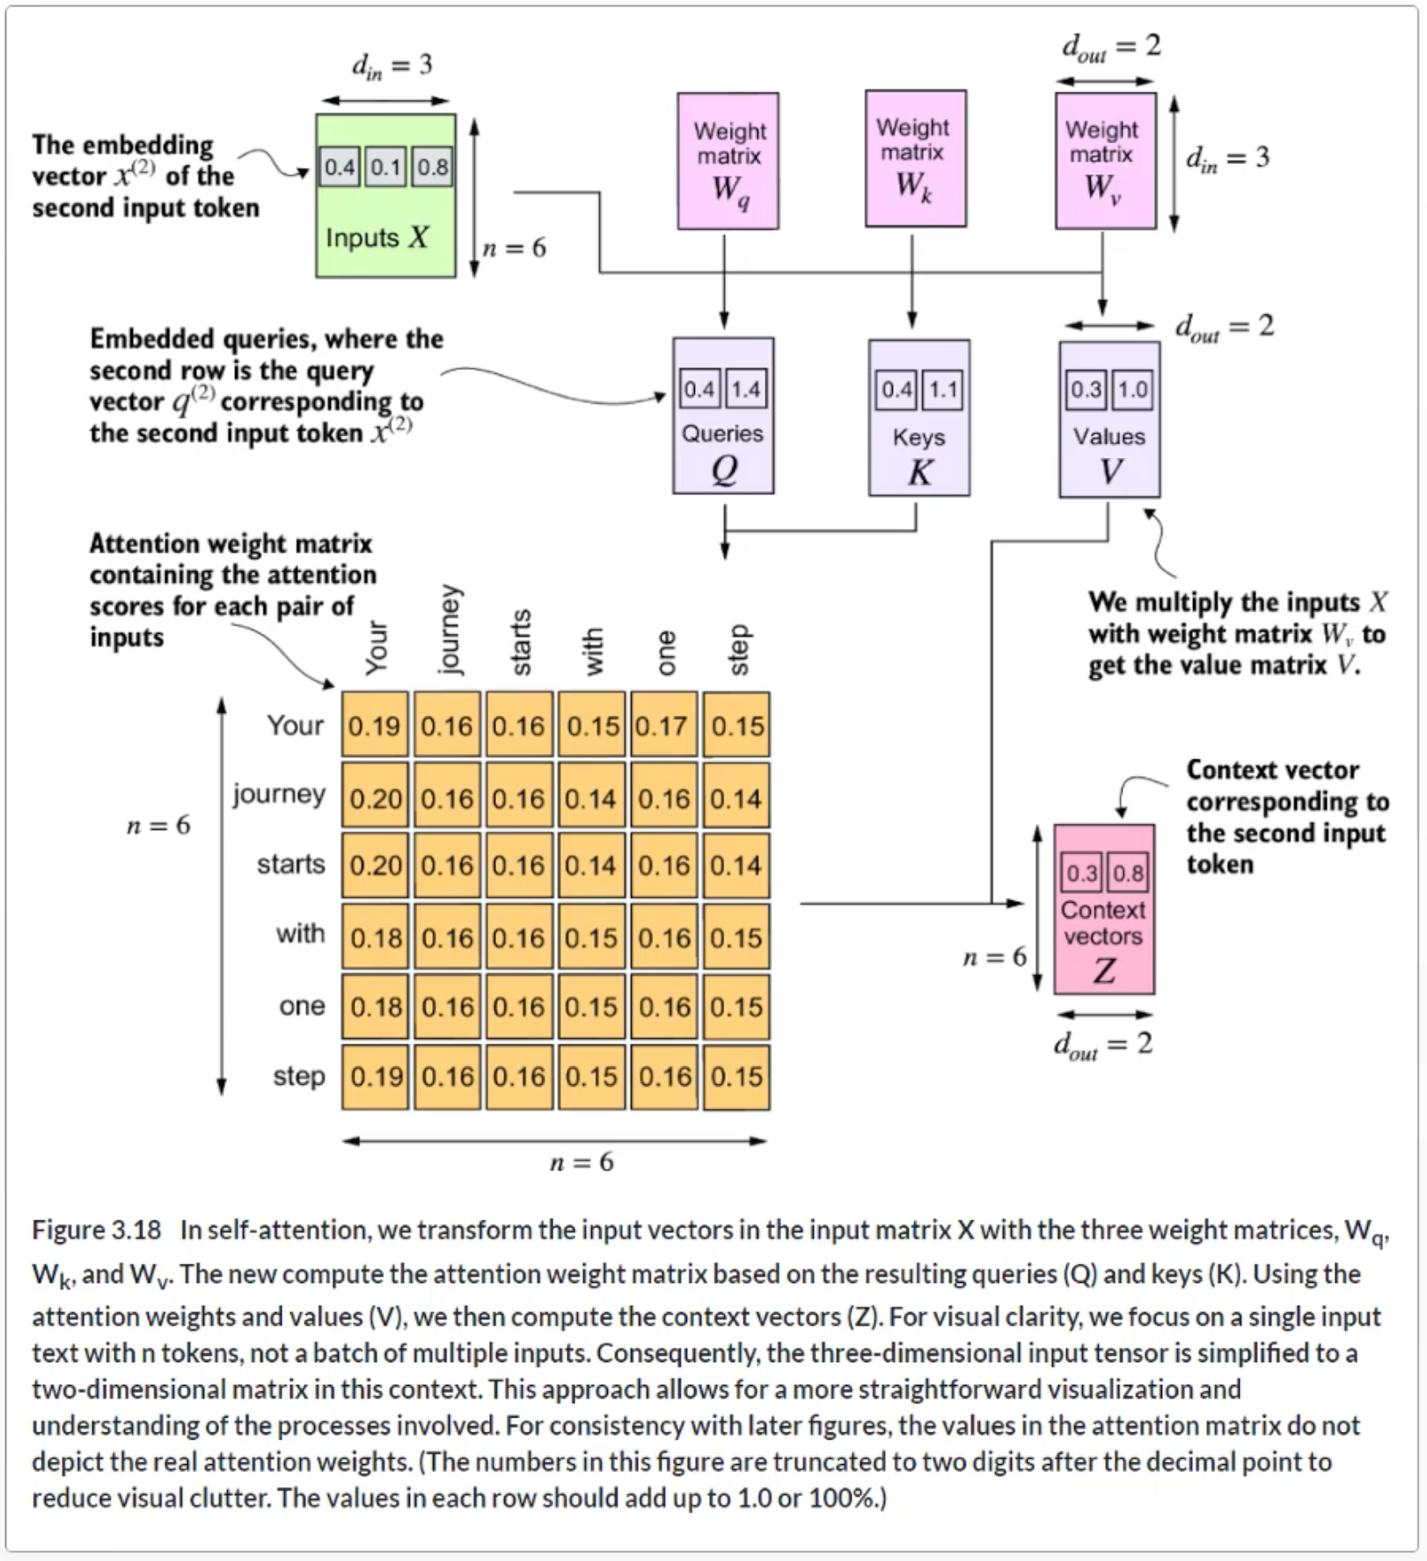 d_in = 3
d_out = 2
The embedding
vector x^(2) of the
second input token
0.4 0.1 0.8
Inputs X
n = 6
Weight
matrix
W_q
Weight
matrix
W_k
Weight
matrix
W_v
d_in = 3
Embedded queries, where the
second row is the query
vector q^(2) corresponding to
the second input token x^(2)
0.4 1.4
Queries
Q
0.4 1.1
Keys
K
d_out = 2
0.3 1.0
Values
V
Attention weight matrix
containing the attention
scores for each pair of
inputs
We multiply the inputs X
with weight matrix W_v to
get the value matrix V.
Your journey starts with one step
Your 0.19 0.16 0.16 0.15 0.17 0.15
journey 0.20 0.16 0.16 0.14 0.16 0.14
starts 0.20 0.16 0.16 0.14 0.16 0.14
with 0.18 0.16 0.16 0.15 0.16 0.15
one 0.18 0.16 0.16 0.15 0.16 0.15
step 0.19 0.16 0.16 0.15 0.16 0.15
n = 6
n = 6
Context vector
corresponding to
the second input
token
0.3 0.8
Context
vectors
Z
n = 6
d_out = 2
Figure 3.18 In self-attention, we transform the input vectors in the input matrix X with the three weight matrices, Wq,
Wk, and Wv. The new compute the attention weight matrix based on the resulting queries (Q) and keys (K). Using the
attention weights and values (V), we then compute the context vectors (Z). For visual clarity, we focus on a single input
text with n tokens, not a batch of multiple inputs. Consequently, the three-dimensional input tensor is simplified to a
two-dimensional matrix in this context. This approach allows for a more straightforward visualization and
understanding of the processes involved. For consistency with later figures, the values in the attention matrix do not
depict the real attention weights. (The numbers in this figure are truncated to two digits after the decimal point to
reduce visual clutter. The values in each row should add up to 1.0 or 100%.)